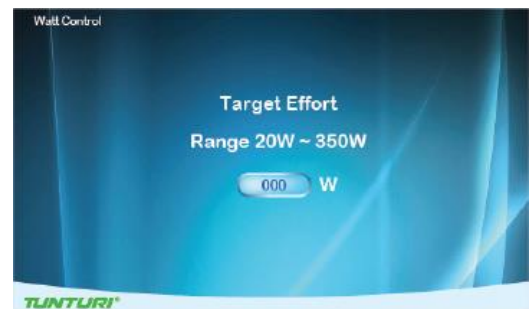 Watt Control
Target Effort
Range 20W ~ 350W
000 W
TUNTURI®